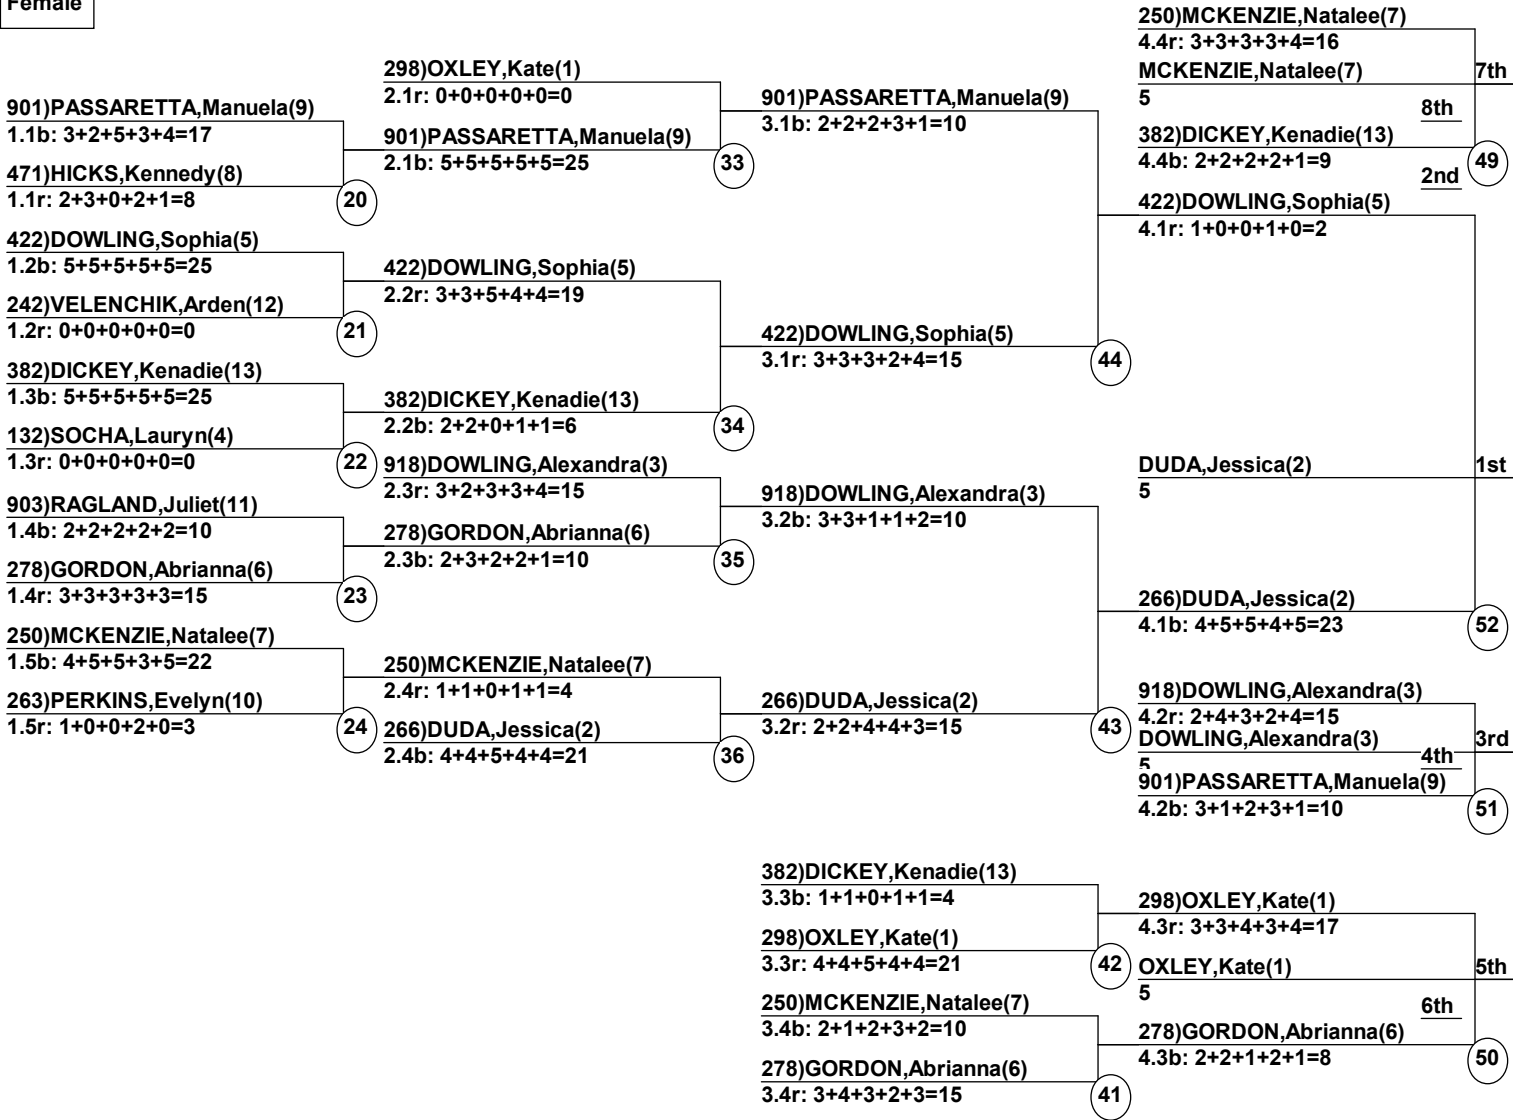 Female
901)PASSARETTA,Manuela(9)
1.1b: 3+2+5+3+4=17
471)HICKS,Kennedy(8)
1.1r: 2+3+0+2+1=8
20
422)DOWLING,Sophia(5)
1.2b: 5+5+5+5+5=25
242)VELENCHIK,Arden(12)
1.2r: 0+0+0+0+0=0
21
382)DICKEY,Kenadie(13)
1.3b: 5+5+5+5+5=25
132)SOCHA,Lauryn(4)
1.3r: 0+0+0+0+0=0
22
903)RAGLAND,Juliet(11)
1.4b: 2+2+2+2+2=10
278)GORDON,Abrianna(6)
1.4r: 3+3+3+3+3=15
23
250)MCKENZIE,Natalee(7)
1.5b: 4+5+5+3+5=22
263)PERKINS,Evelyn(10)
1.5r: 1+0+0+2+0=3
24
298)OXLEY,Kate(1)
2.1r: 0+0+0+0+0=0
901)PASSARETTA,Manuela(9)
2.1b: 5+5+5+5+5=25
33
422)DOWLING,Sophia(5)
2.2r: 3+3+5+4+4=19
382)DICKEY,Kenadie(13)
2.2b: 2+2+0+1+1=6
34
918)DOWLING,Alexandra(3)
2.3r: 3+2+3+3+4=15
278)GORDON,Abrianna(6)
2.3b: 2+3+2+2+1=10
35
250)MCKENZIE,Natalee(7)
2.4r: 1+1+0+1+1=4
266)DUDA,Jessica(2)
2.4b: 4+4+5+4+4=21
36
901)PASSARETTA,Manuela(9)
3.1b: 2+2+2+3+1=10
422)DOWLING,Sophia(5)
3.1r: 3+3+3+2+4=15
44
918)DOWLING,Alexandra(3)
3.2b: 3+3+1+1+2=10
266)DUDA,Jessica(2)
3.2r: 2+2+4+4+3=15
43
382)DICKEY,Kenadie(13)
3.3b: 1+1+0+1+1=4
298)OXLEY,Kate(1)
3.3r: 4+4+5+4+4=21
42
250)MCKENZIE,Natalee(7)
3.4b: 2+1+2+3+2=10
278)GORDON,Abrianna(6)
3.4r: 3+4+3+2+3=15
41
250)MCKENZIE,Natalee(7)
4.4r: 3+3+3+3+4=16
MCKENZIE,Natalee(7) 7th
5
8th
382)DICKEY,Kenadie(13)
4.4b: 2+2+2+2+1=9
49
2nd
422)DOWLING,Sophia(5)
4.1r: 1+0+0+1+0=2
DUDA,Jessica(2) 1st
5
266)DUDA,Jessica(2)
4.1b: 4+5+5+4+5=23
52
918)DOWLING,Alexandra(3)
4.2r: 2+4+3+2+4=15
DOWLING,Alexandra(3) 3rd
5
4th
901)PASSARETTA,Manuela(9)
4.2b: 3+1+2+3+1=10
51
298)OXLEY,Kate(1)
4.3r: 3+3+4+3+4=17
OXLEY,Kate(1) 5th
5
6th
278)GORDON,Abrianna(6)
4.3b: 2+2+1+2+1=8
50